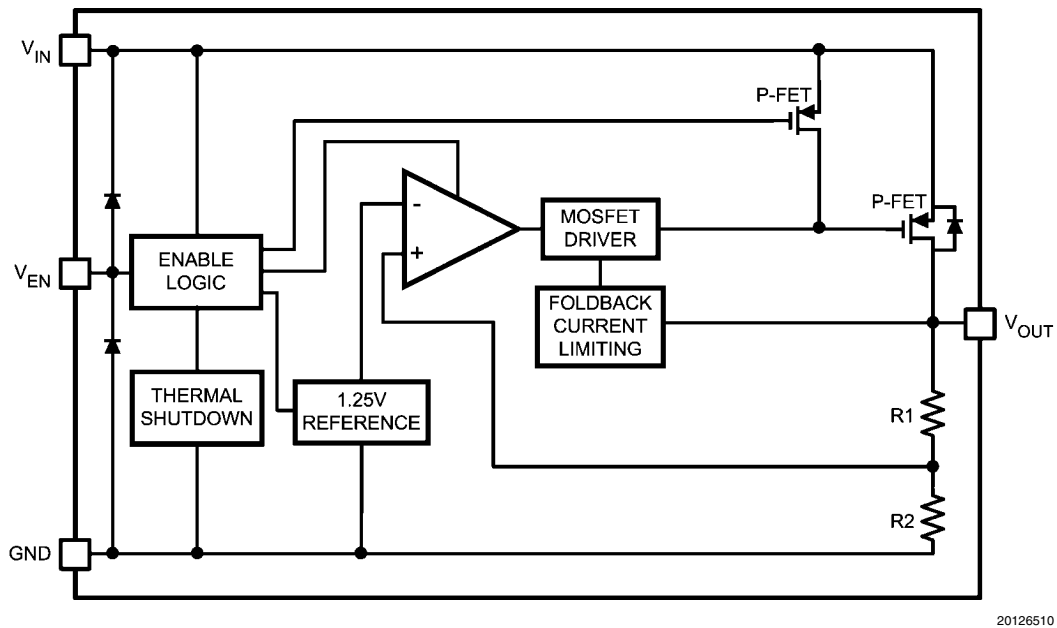 VIN
P-FET
P-FET
MOSFET
DRIVER
-
+
VEN
ENABLE
LOGIC
FOLDBACK
CURRENT
LIMITING
VOUT
THERMAL
SHUTDOWN
1.25V
REFERENCE
R1
R2
GND
20126510